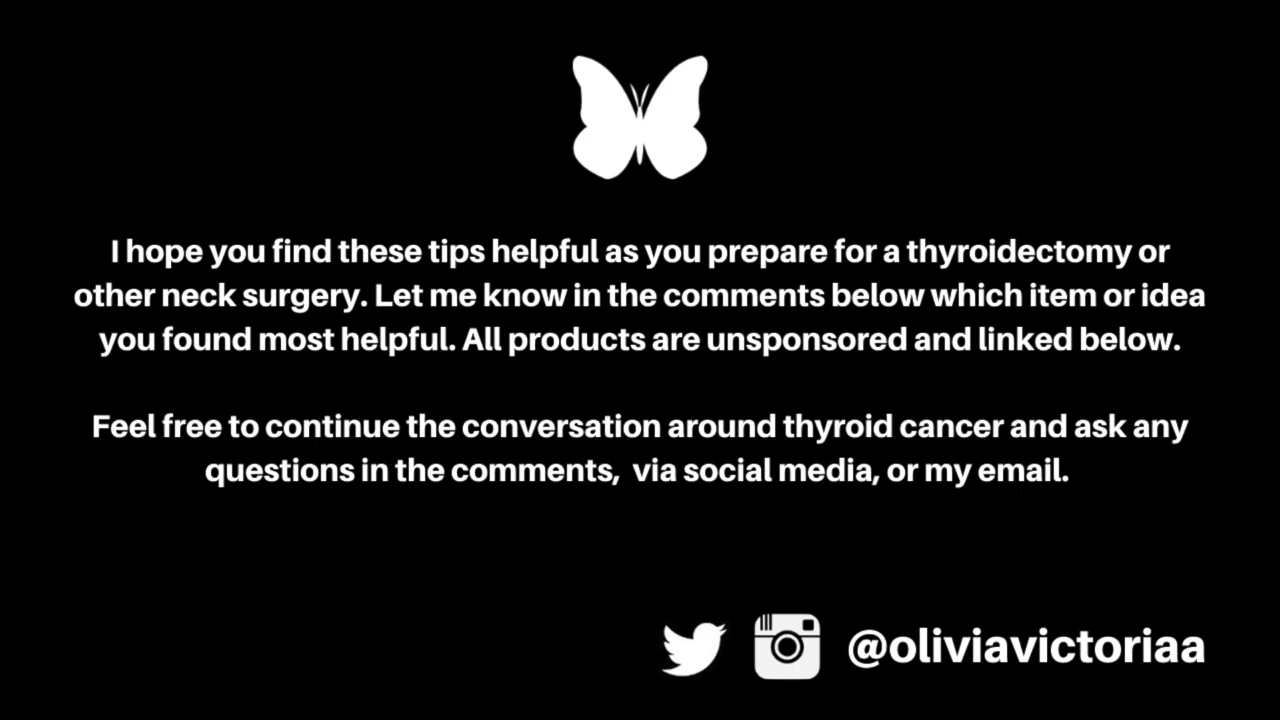 I hope you find these tips helpful as you prepare for a thyroidectomy or
other neck surgery. Let me know in the comments below which item or idea
you found most helpful. All products are unsponsored and linked below.
Feel free to continue the conversation around thyroid cancer and ask any
questions in the comments,  via social media, or my email.
@oliviavictoriaa